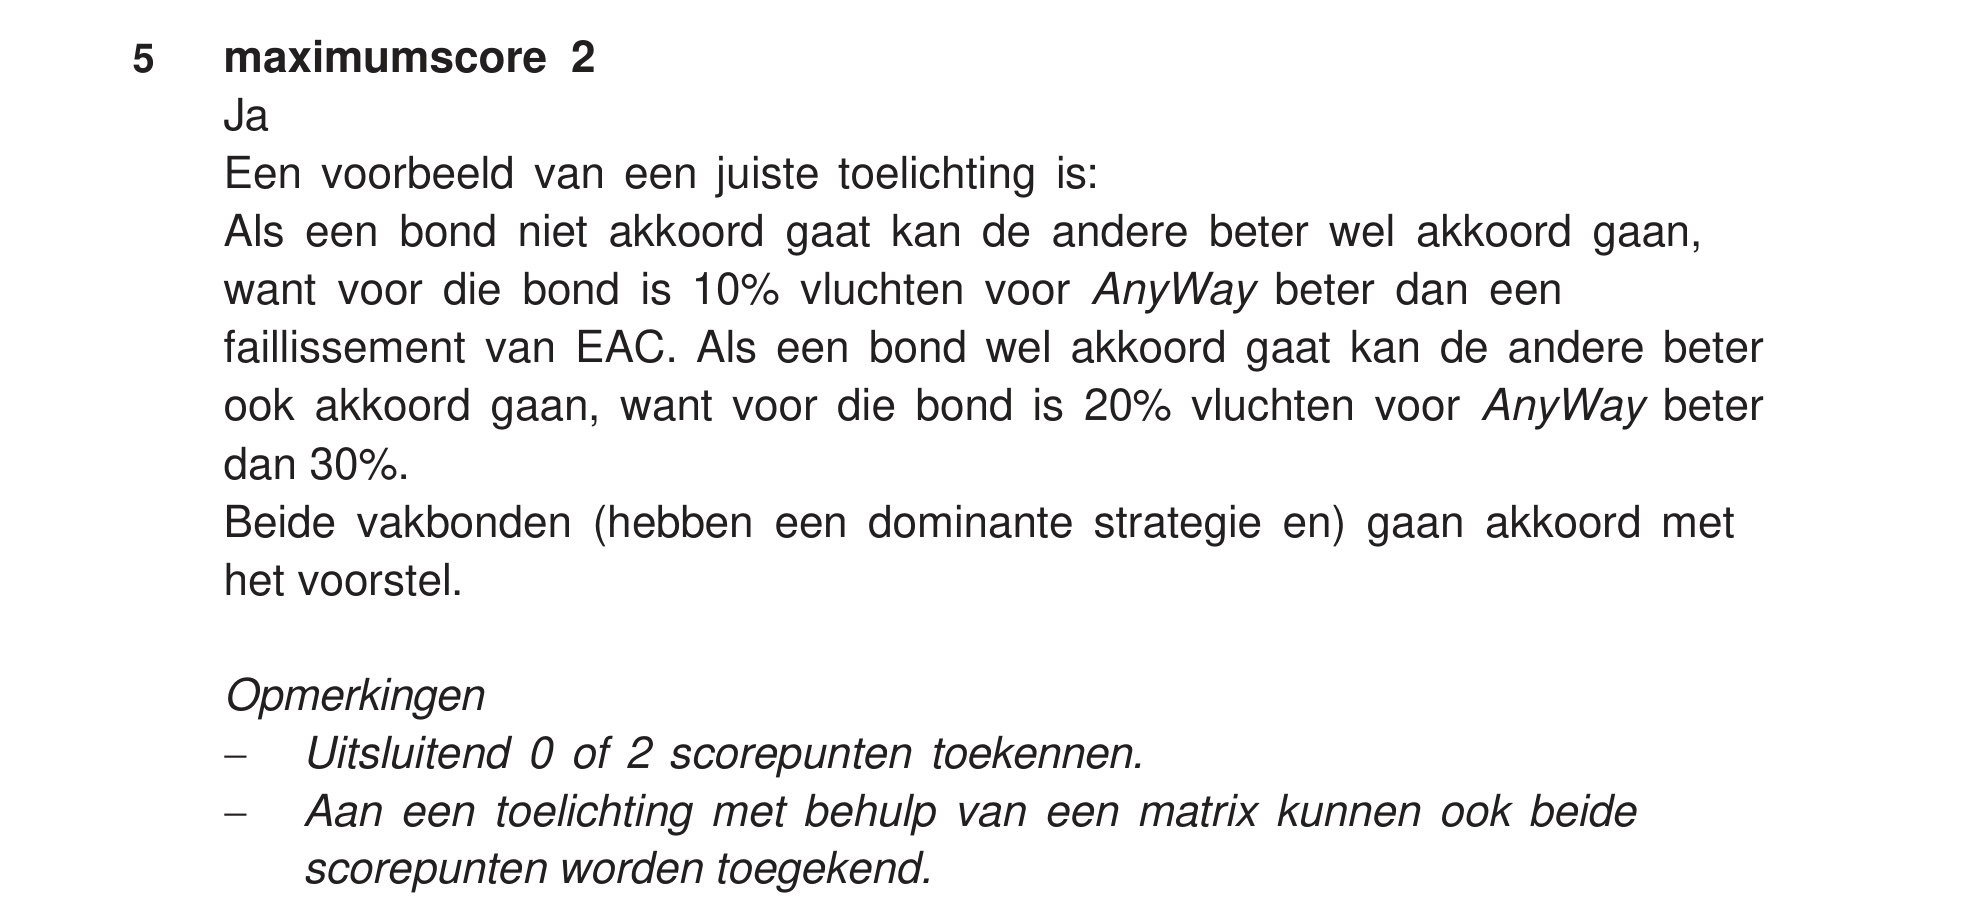 5 maximumscore 2
Ja
Een voorbeeld van een juiste toelichting is:
Als een bond niet akkoord gaat kan de andere beter wel akkoord gaan,
want voor die bond is 10% vluchten voor AnyWay beter dan een
faillissement van EAC. Als een bond wel akkoord gaat kan de andere beter
ook akkoord gaan, want voor die bond is 20% vluchten voor AnyWay beter
dan 30%.
Beide vakbonden (hebben een dominante strategie en) gaan akkoord met
het voorstel.
Opmerkingen
– Uitsluitend 0 of 2 scorepunten toekennen.
– Aan een toelichting met behulp van een matrix kunnen ook beide
scorepunten worden toegekend.